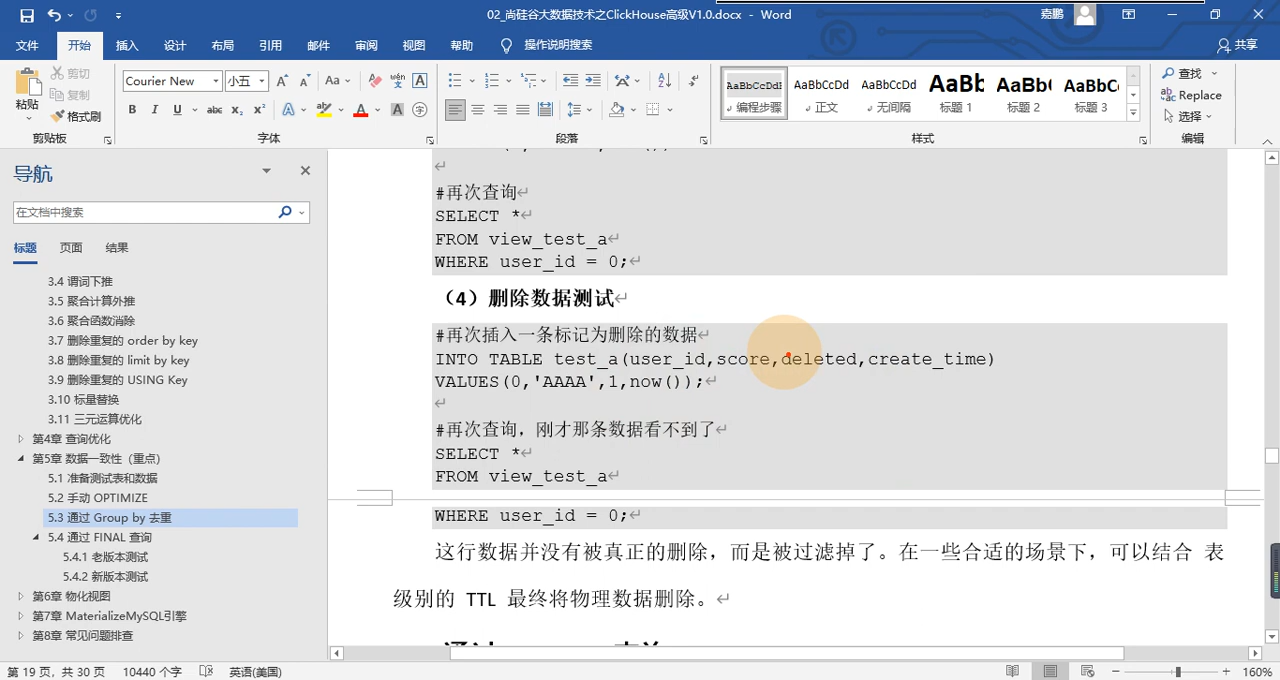 02_尚硅谷大数据技术之ClickHouse高级V1.0.docx - Word
嘉鹏
文件 开始 插入 设计 布局 引用 邮件 审阅 视图 帮助 操作说明搜索 共享
粘贴
剪切
复制
格式刷
剪贴板
Courier New 小五
字体
段落
AaBbCcDdI AaBbCcDd AaBbCcDd AaBb AaBb( AaBbC
编程步骤 正文 无间隔 标题 1 标题 2 标题 3
样式
查找
Replace
选择
编辑
导航
在文档中搜索
标题 页面 结果
3.4 谓词下推
3.5 聚合计算外推
3.6 聚合函数消除
3.7 删除重复的 order by key
3.8 删除重复的 limit by key
3.9 删除重复的 USING Key
3.10 标量替换
3.11 三元运算优化
第4章 查询优化
第5章 数据一致性（重点）
5.1 准备测试表和数据
5.2 手动 OPTIMIZE
5.3 通过 Group by 去重
5.4 通过 FINAL 查询
5.4.1 老版本测试
5.4.2 新版本测试
第6章 物化视图
第7章 MaterializeMySQL引擎
第8章 常见问题排查
#再次查询
SELECT *
FROM view_test_a
WHERE user_id = 0;
（4）删除数据测试
#再次插入一条标记为删除的数据
INTO TABLE test_a(user_id,score,deleted,create_time)
VALUES(0,'AAAA',1,now());
#再次查询，刚才那条数据看不到了
SELECT *
FROM view_test_a
WHERE user_id = 0;
这行数据并没有被真正的删除，而是被过滤掉了。在一些合适的场景下，可以结合 表
级别的 TTL 最终将物理数据删除。
第 19 页，共 30 页 10440 个字 英语(美国) 160%